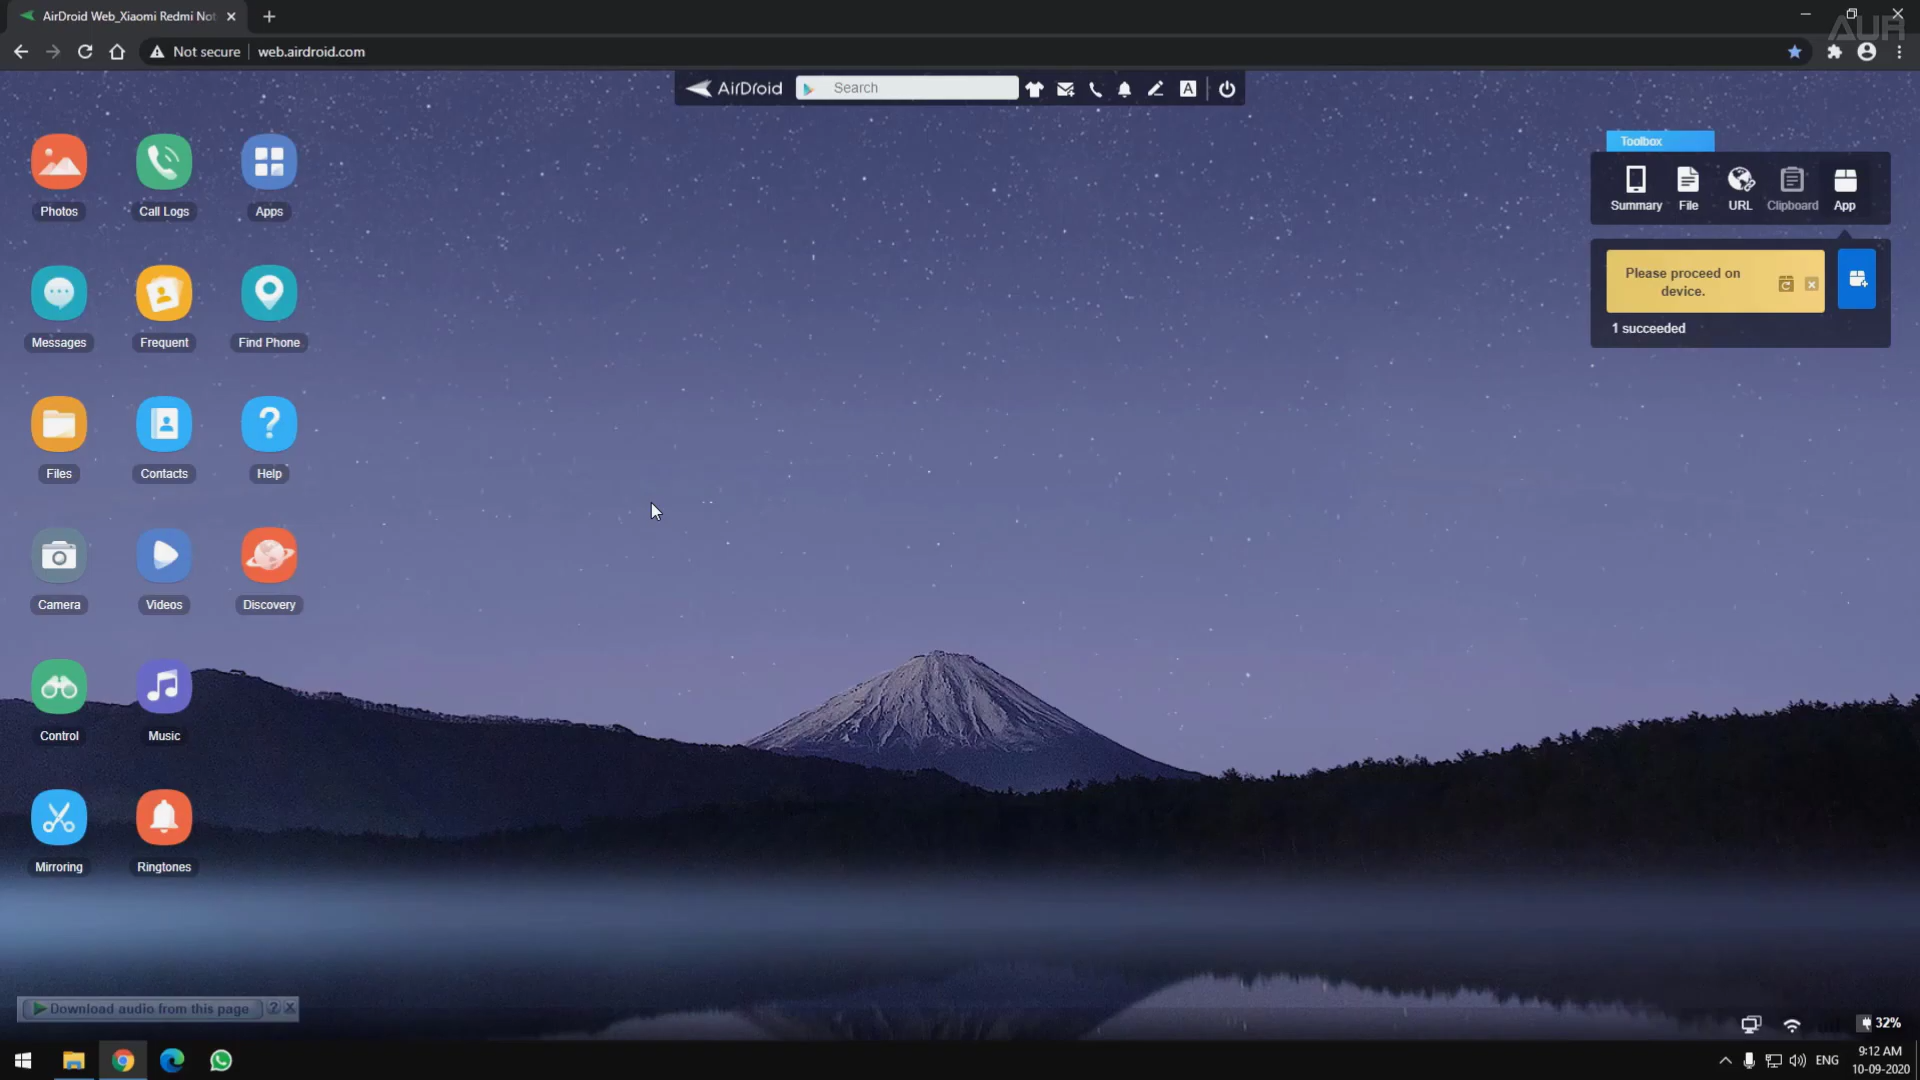 AirDroid Web_Xiaomi Redmi Not
AUR
Not secure
web.airdroid.com
AirDroid
Search
A
Photos
Call Logs
Apps
Toolbox
Summary
File
URL
Clipboard
App
Please proceed on
device.
1 succeeded
Messages
Frequent
Find Phone
Files
Contacts
Help
Camera
Videos
Discovery
Control
Music
Mirroring
Ringtones
Download audio from this page
32%
ENG
9:12 AM
10-09-2020